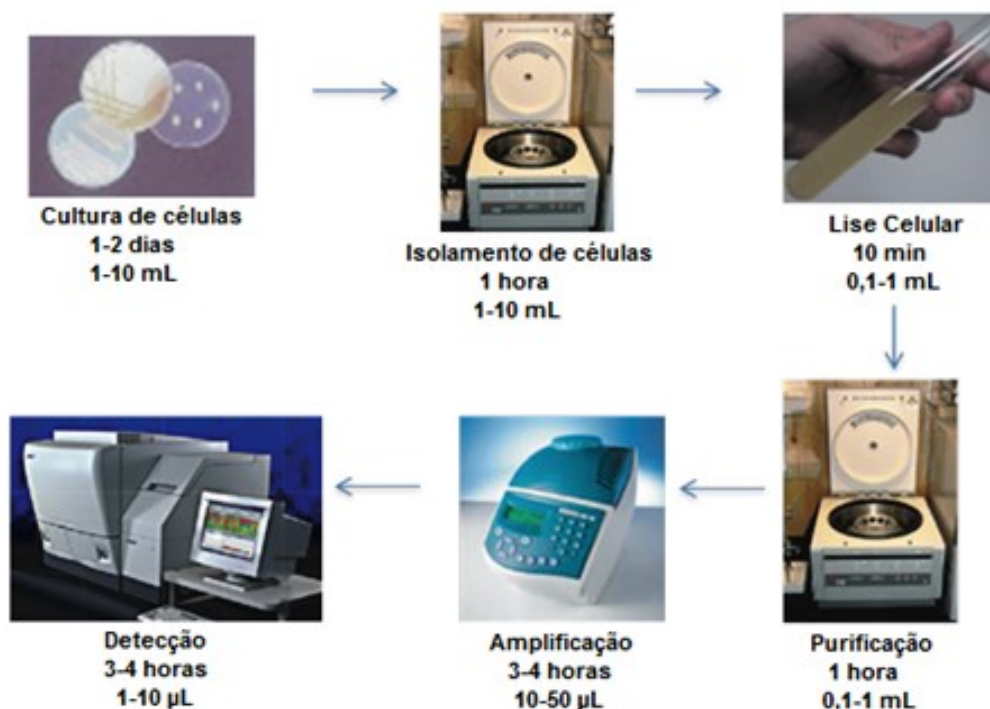 Cultura de células
1-2 dias
1-10 mL
Isolamento de células
1 hora
1-10 mL
Lise Celular
10 min
0,1-1 mL
Detecção
3-4 horas
1-10 µL
Amplificação
3-4 horas
10-50 µL
Purificação
1 hora
0,1-1 mL